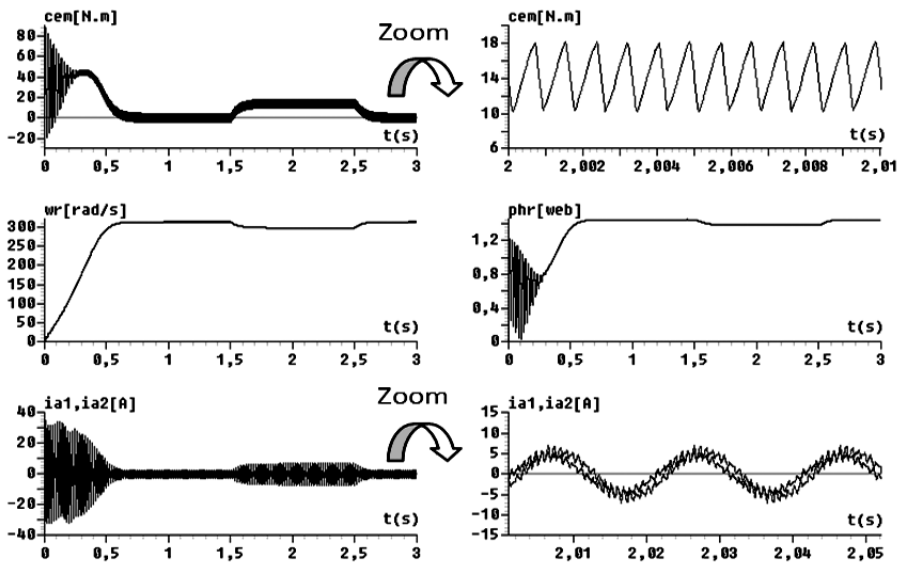 cem[N.m]
80
60
40
20
0
-20
t(s)
0 0,5 1 1,5 2 2,5 3
Zoom
cem[N.m]
18
14
10
6
t(s)
2 2,002 2,004 2,006 2,008 2,01
wr[rad/s]
300
250
200
150
100
50
0
t(s)
0 0,5 1 1,5 2 2,5 3
phr[web]
1,2
0,8
0,4
0
t(s)
0 0,5 1 1,5 2 2,5 3
ia1,ia2[A]
40
20
0
-20
-40
t(s)
0 0,5 1 1,5 2 2,5 3
Zoom
ia1,ia2[A]
15
10
5
0
-5
-10
-15
t(s)
2,01 2,02 2,03 2,04 2,05